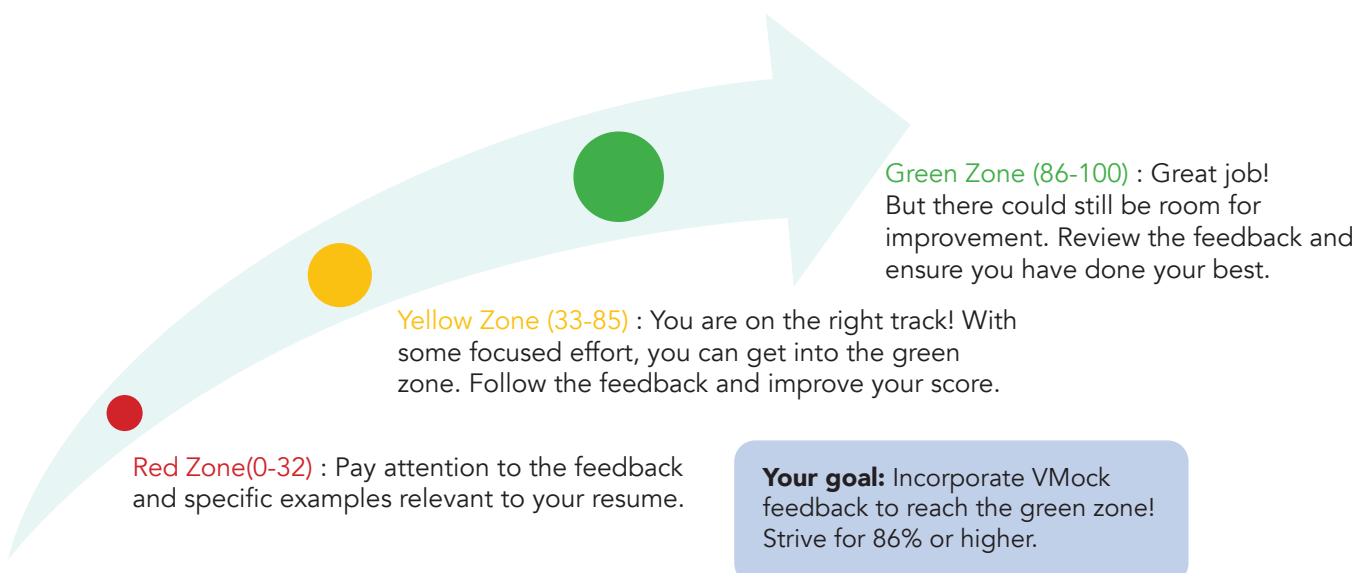 Green Zone (86-100) : Great job!
But there could still be room for
improvement. Review the feedback and
ensure you have done your best.
Yellow Zone (33-85) : You are on the right track! With
some focused effort, you can get into the green
zone. Follow the feedback and improve your score.
Red Zone(0-32) : Pay attention to the feedback
and specific examples relevant to your resume.
Your goal: Incorporate VMock
feedback to reach the green zone!
Strive for 86% or higher.